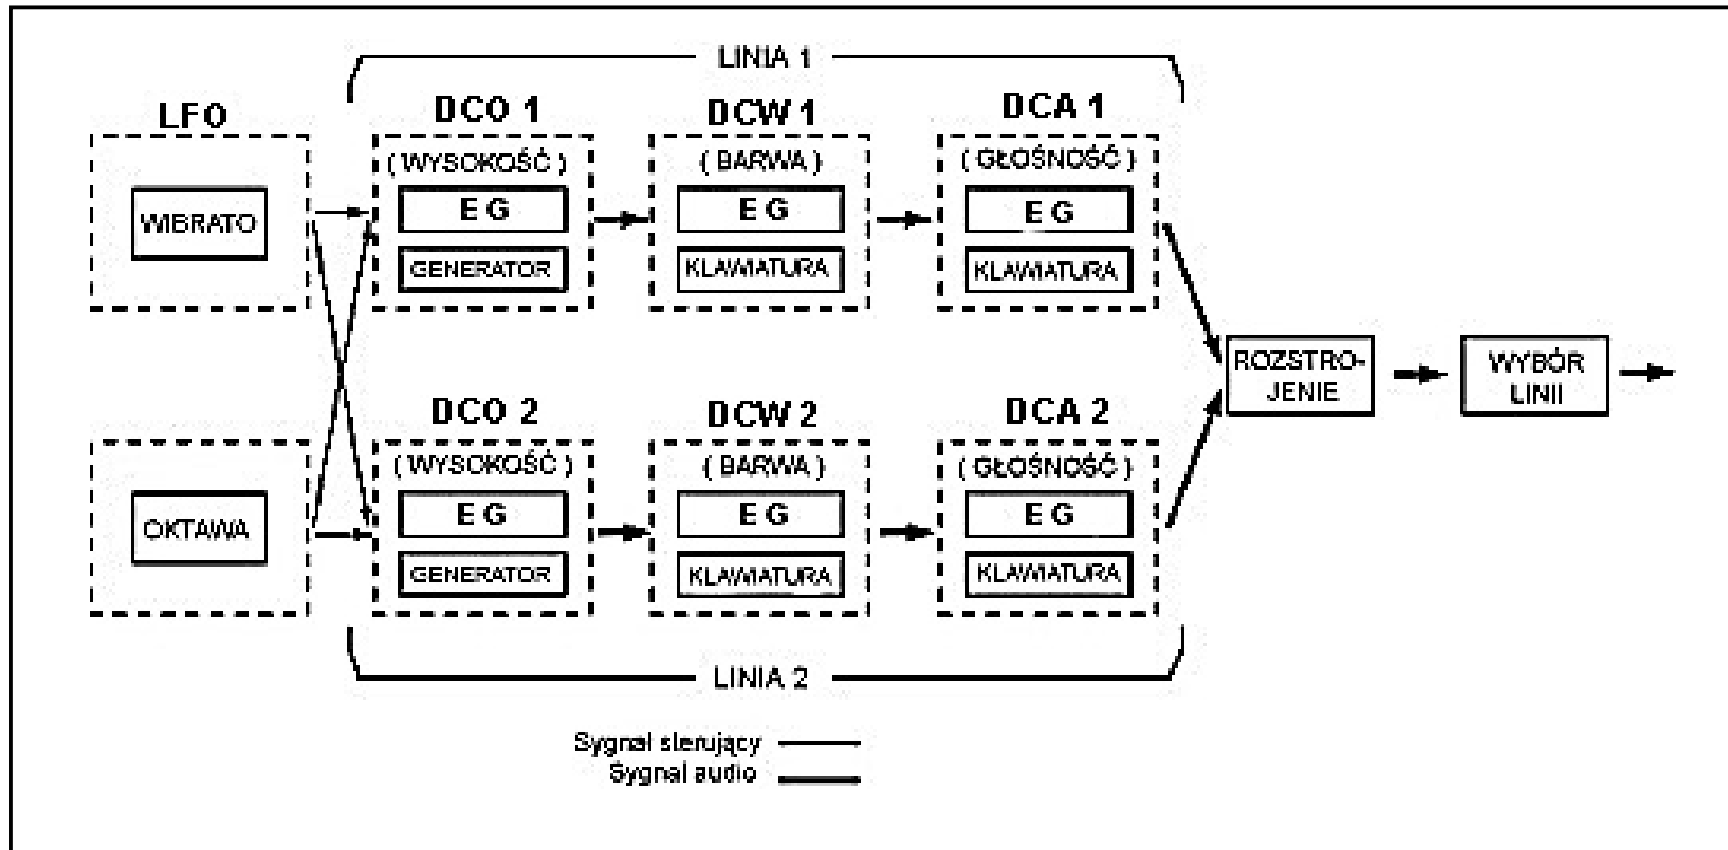 LINIA 1
LFO
DCO 1
DCW 1
DCA 1
(WYSOKOŚĆ)
(BARWA)
(GŁOŚNOŚĆ)
WIBRATO
EG
EG
EG
GENERATOR
KLAWIATURA
KLAWIATURA
ROZSTRO-
JENIE
WYBÓR
LINII
DCO 2
DCW 2
DCA 2
(WYSOKOŚĆ)
(BARWA)
(GŁOŚNOŚĆ)
OKTAWA
EG
EG
EG
GENERATOR
KLAWIATURA
KLAWIATURA
LINIA 2
Sygnał sterujący
Sygnał audio